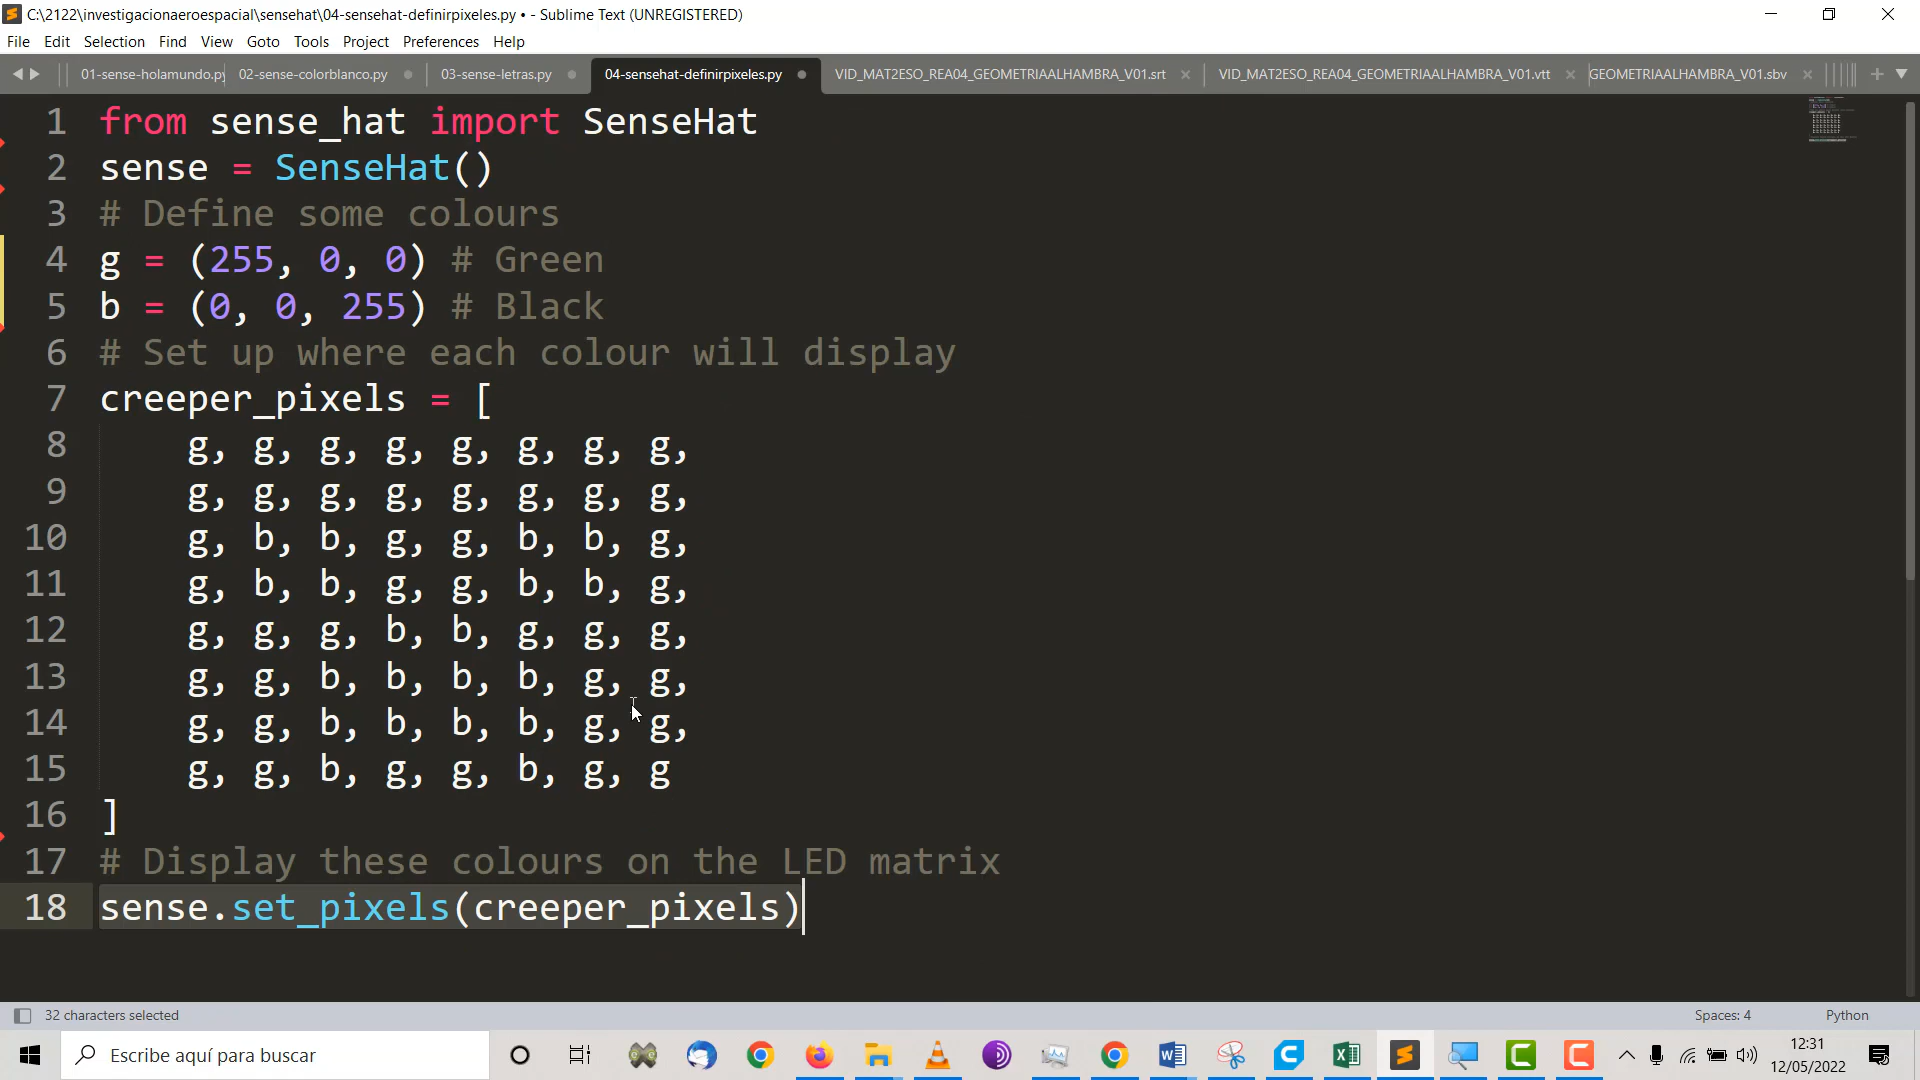 C:\2122\investigacionaeroespacial\sensehat\04-sensehat-definirpixeles.py • - Sublime Text (UNREGISTERED)
File Edit Selection Find View Goto Tools Project Preferences Help
01-sense-holamundo.py 02-sense-colorblanco.py 03-sense-letras.py 04-sensehat-definirpixeles.py VID_MAT2ESO_REA04_GEOMETRIAALHAMBRA_V01.srt VID_MAT2ESO_REA04_GEOMETRIAALHAMBRA_V01.vtt GEOMETRIAALHAMBRA_V01.sbv
1 from sense_hat import SenseHat
2 sense = SenseHat()
3 # Define some colours
4 g = (255, 0, 0) # Green
5 b = (0, 0, 255) # Black
6 # Set up where each colour will display
7 creeper_pixels = [
8 g, g, g, g, g, g, g, g,
9 g, g, g, g, g, g, g, g,
10 g, b, b, g, g, b, b, g,
11 g, b, b, g, g, b, b, g,
12 g, g, g, b, b, g, g, g,
13 g, g, b, b, b, b, g, g,
14 g, g, b, b, b, b, g, g,
15 g, g, b, g, g, b, g, g
16 ]
17 # Display these colours on the LED matrix
18 sense.set_pixels(creeper_pixels)
32 characters selected Spaces: 4 Python
Escribe aquí para buscar
12:31
12/05/2022